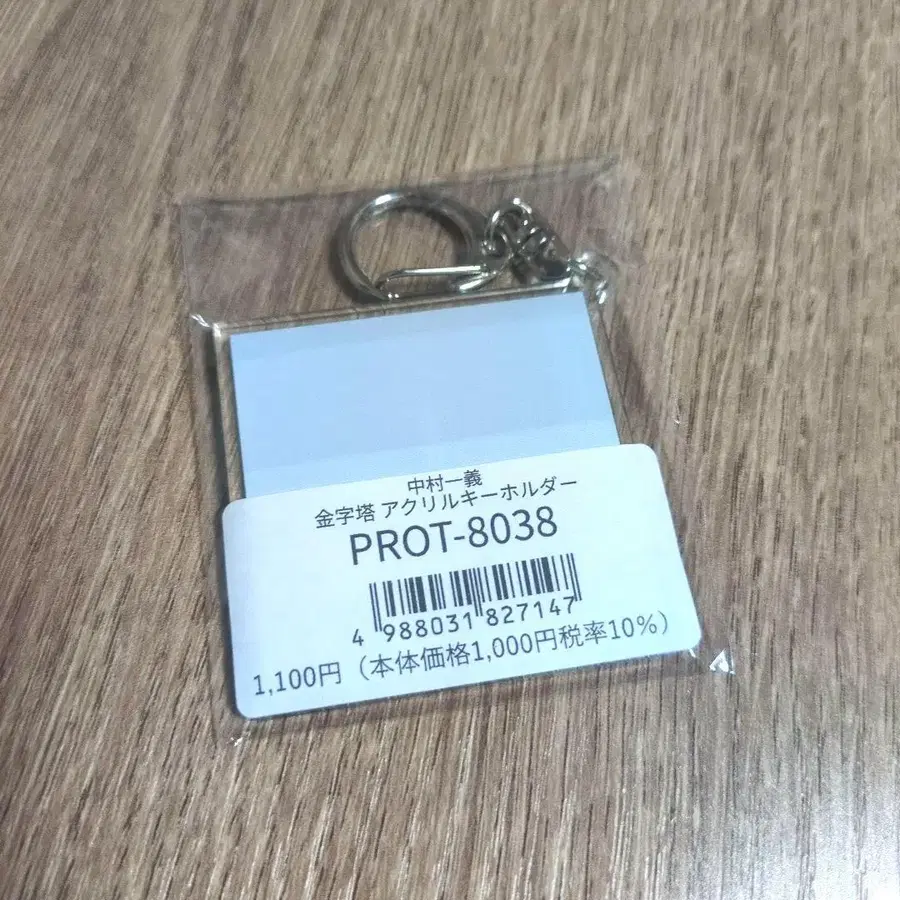 中村一義
金字塔 アクリルキーホルダー
PROT-8038
4 988031 827147
1,100円（本体価格1,000円税率10%）